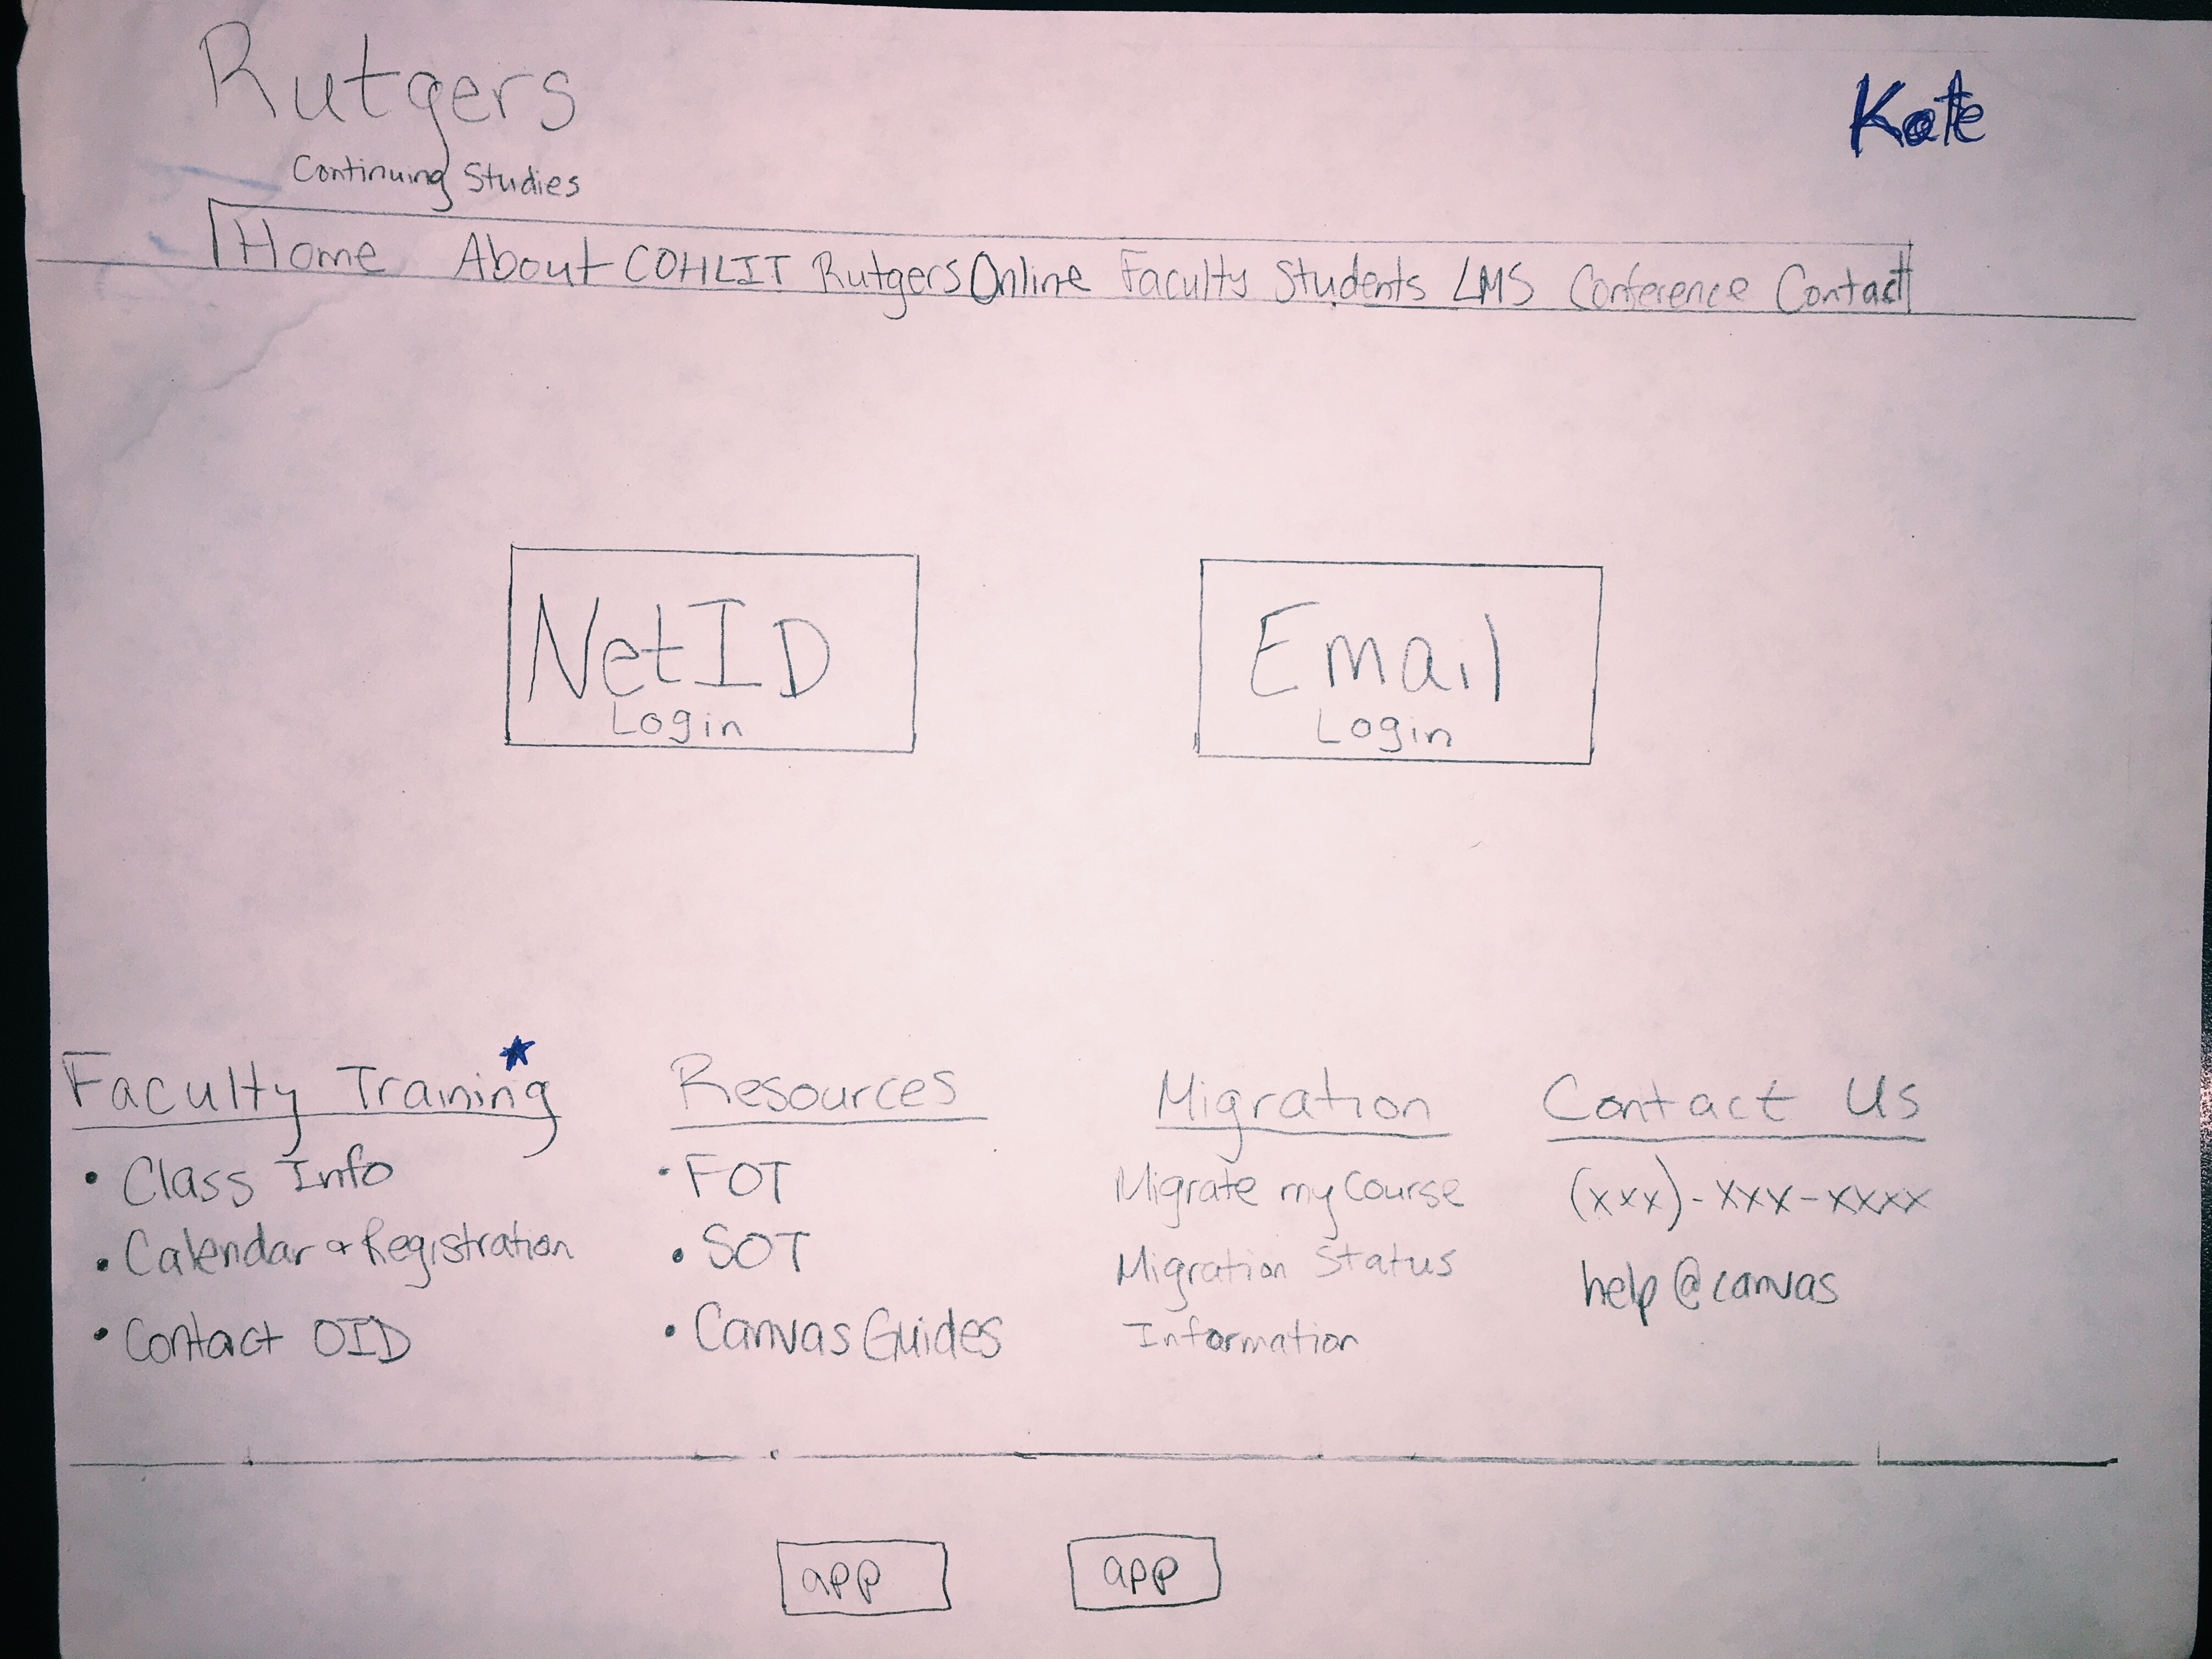 Rutgers
Kate
Continuing Studies
Home About COHLIT Rutgers Online Faculty Students LMS Conference Contact
NetID
Login
Email
Login
Faculty Training
• Class Info
• Calendar & Registration
• Contact OID
Resources
• FOT
• SOT
• Canvas Guides
Migration
Migrate my Course
Migration Status
Information
Contact Us
(xxx)-xxx-xxxx
help@canvas
app
app